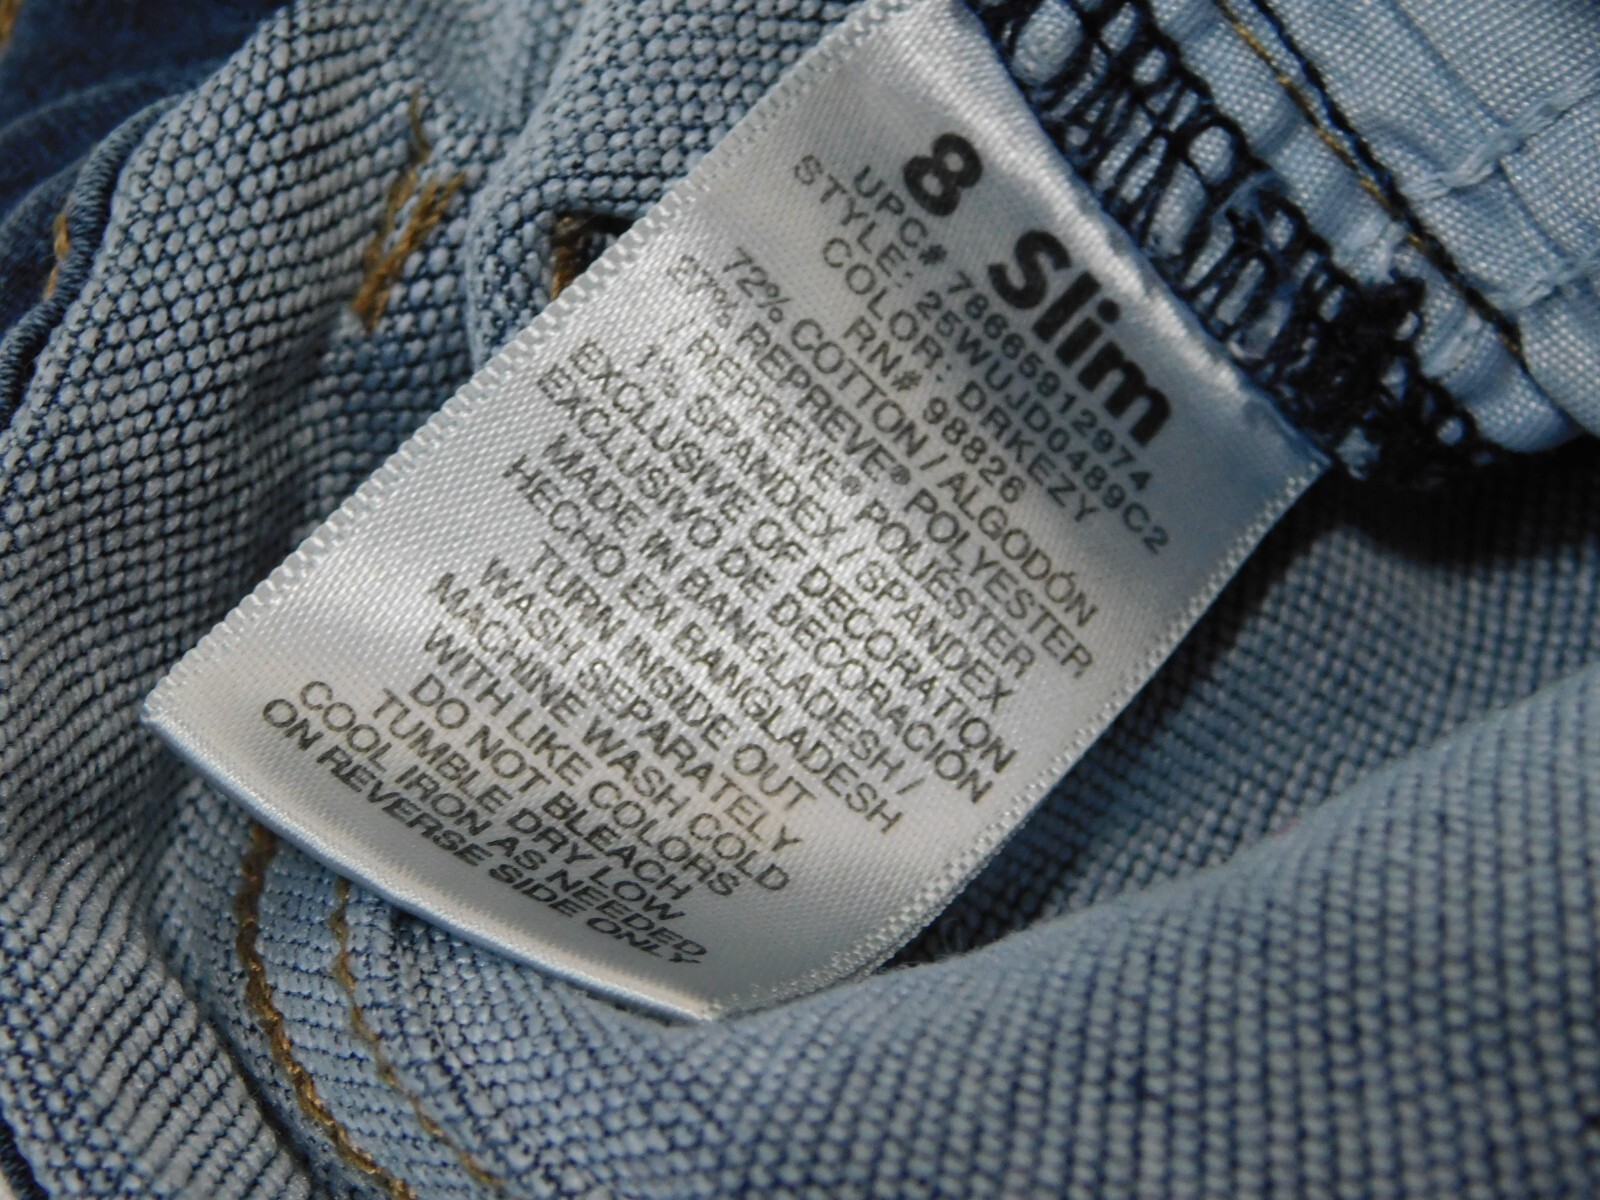 8 Slim
UPC# 78665912974
STYLE: 25WUJD0489C2
COLOR: DRKEZY
RN# 98826
72% COTTON / ALGODÓN
27% REPREVE® POLYESTER
/ REPREVE® POLIÉSTER
1% SPANDEX / SPANDEX
EXCLUSIVE OF DECORATION
EXCLUSIVO DE DECORACIÓN
MADE IN BANGLADESH /
HECHO EN BANGLADESH
TURN INSIDE OUT
WASH SEPARATELY
MACHINE WASH COLD
WITH LIKE COLORS
DO NOT BLEACH
TUMBLE DRY LOW
COOL IRON AS NEEDED
ON REVERSE SIDE ONLY